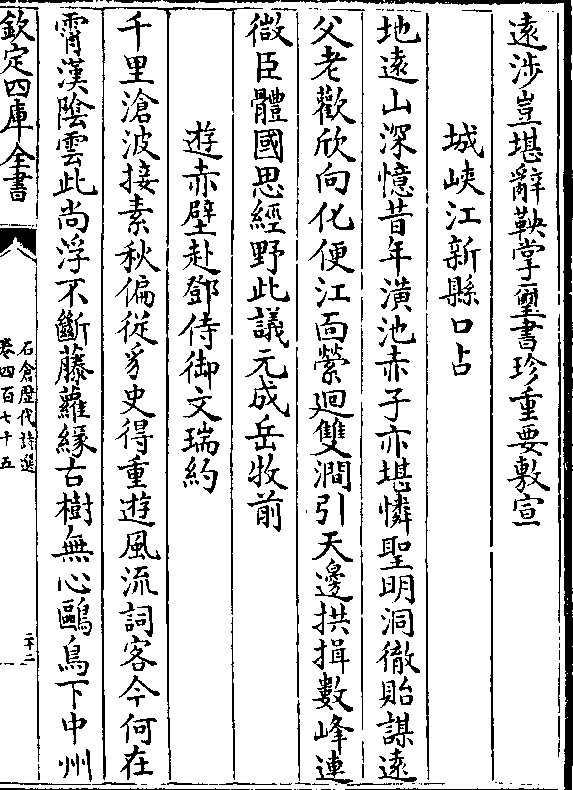 遠涉豈堪辭鞅掌璽書珍重要敷宣
城峽江新縣口占
地遠山深憶昔年潢池赤子亦堪憐聖明洞徹貽謀遠
父老歡欣向化便江面縈迴雙澗引天邊拱揖數峰連
微臣體國思經野此議元成岳牧前
遊赤壁赴鄧侍御文瑞約
千里滄波接素秋偏從豸史得重遊風流詞客今何在
霄漢陰雲此尚浮不斷藤蘿緣古樹無心鷗鳥下中州
欽定四庫全書
石倉歷代詩選
卷四百七十五
二十二